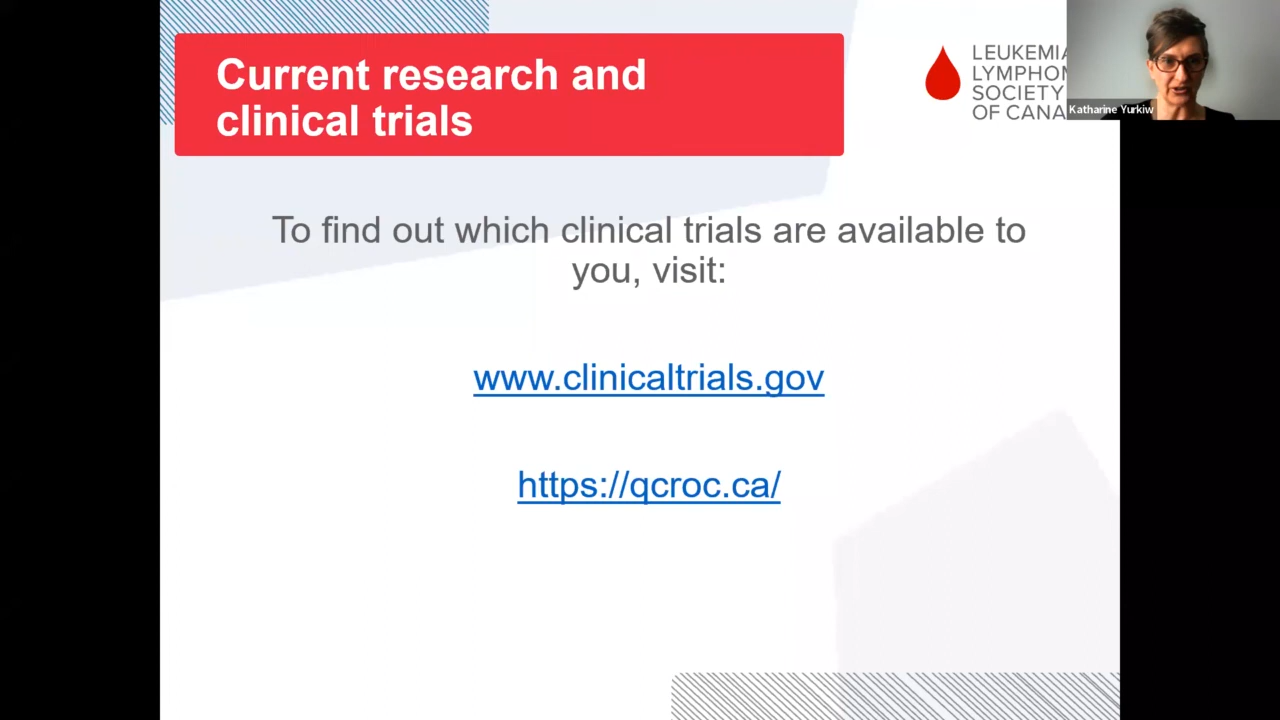 Current research and
clinical trials
LEUKEMIA
LYMPHOM
SOCIETY
OF CANA
Katharine Yurkiw
To find out which clinical trials are available to
you, visit:
www.clinicaltrials.gov
https://qcroc.ca/